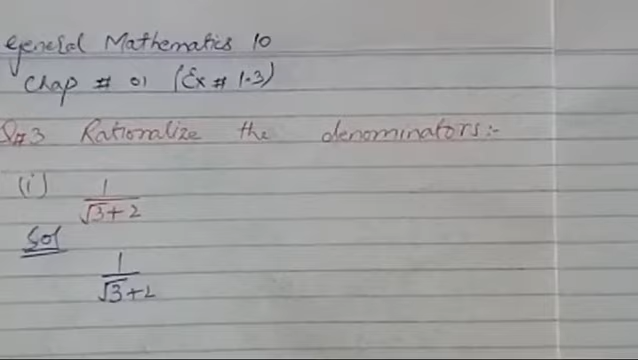 General Mathematics 10
Chap # 01 (Ex # 1.3)
Q#3 Rationalize the denominators:-
(i) 1/(√3+2)
Sol
1/(√3+2)